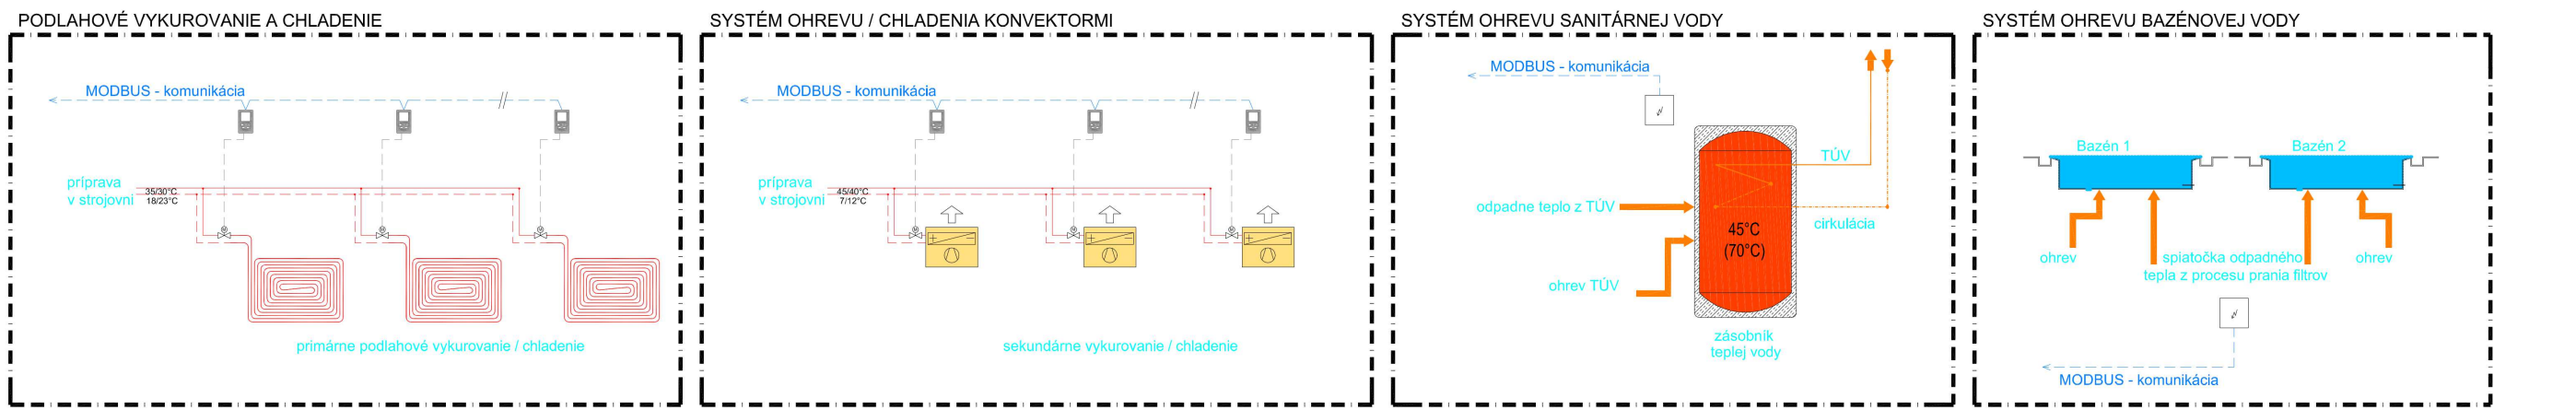 PODLAHOVÉ VYKUROVANIE A CHLADENIE
MODBUS - komunikácia
príprava
v strojovni
35/30°C
18/23°C
M
M
M
primárne podlahové vykurovanie / chladenie
SYSTÉM OHREVU / CHLADENIA KONVEKTORMI
MODBUS - komunikácia
príprava
v strojovni
45/40°C
7/12°C
M
M
M
sekundárne vykurovanie / chladenie
SYSTÉM OHREVU SANITÁRNEJ VODY
MODBUS - komunikácia
TÚV
odpadne teplo z TÚV
cirkulácia
45°C
(70°C)
ohrev TÚV
zásobník
teplej vody
SYSTÉM OHREVU BAZÉNOVEJ VODY
Bazén 1
Bazén 2
ohrev
spiatočka odpadného
ohrev
tepla z procesu prania filtrov
MODBUS - komunikácia